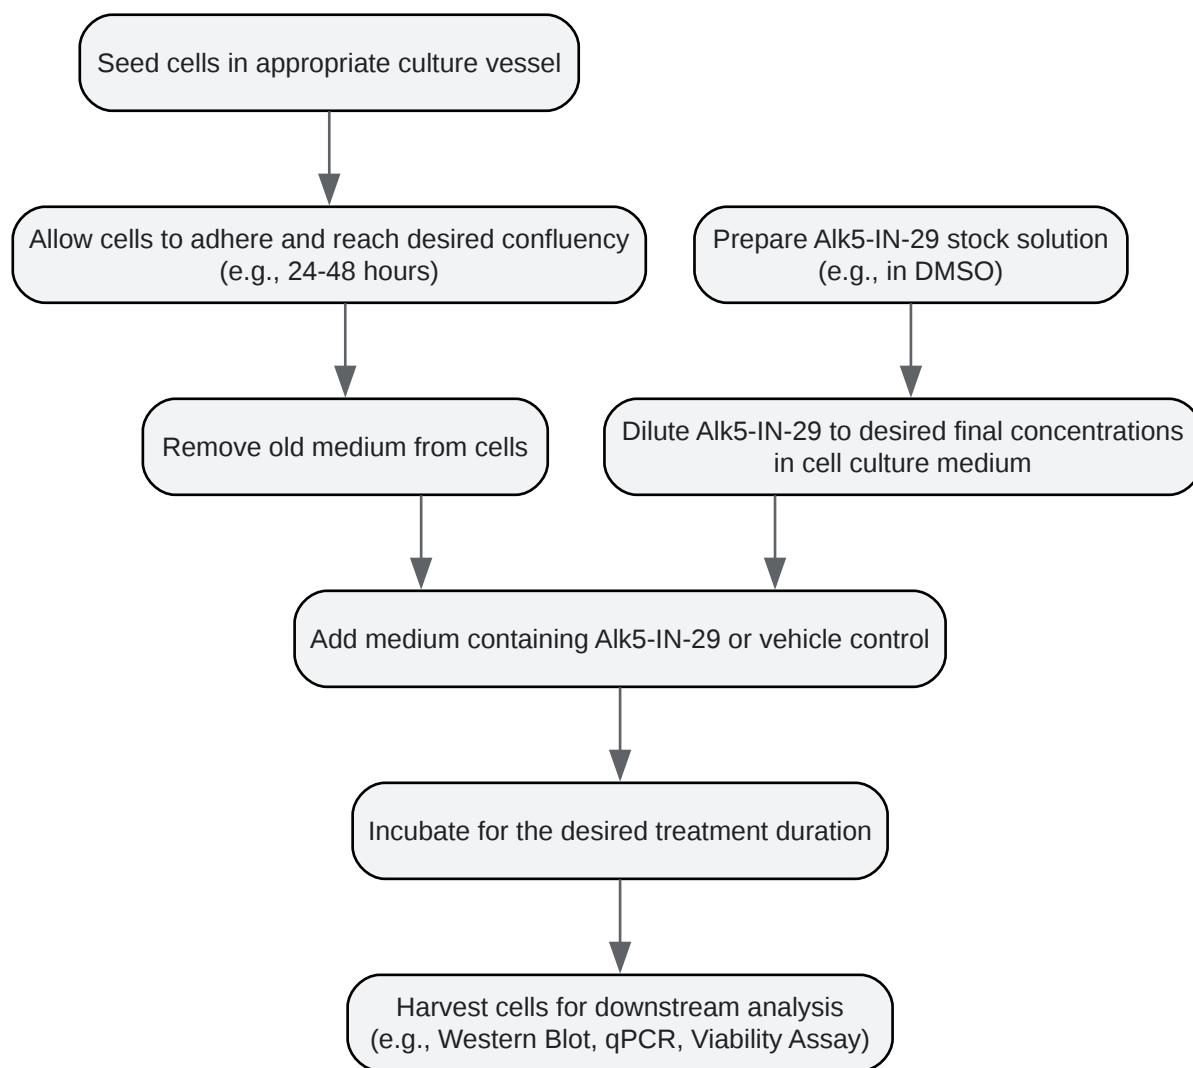 Seed cells in appropriate culture vessel
Allow cells to adhere and reach desired confluency
(e.g., 24-48 hours)
Prepare Alk5-IN-29 stock solution
(e.g., in DMSO)
Remove old medium from cells
Dilute Alk5-IN-29 to desired final concentrations
in cell culture medium
Add medium containing Alk5-IN-29 or vehicle control
Incubate for the desired treatment duration
Harvest cells for downstream analysis
(e.g., Western Blot, qPCR, Viability Assay)